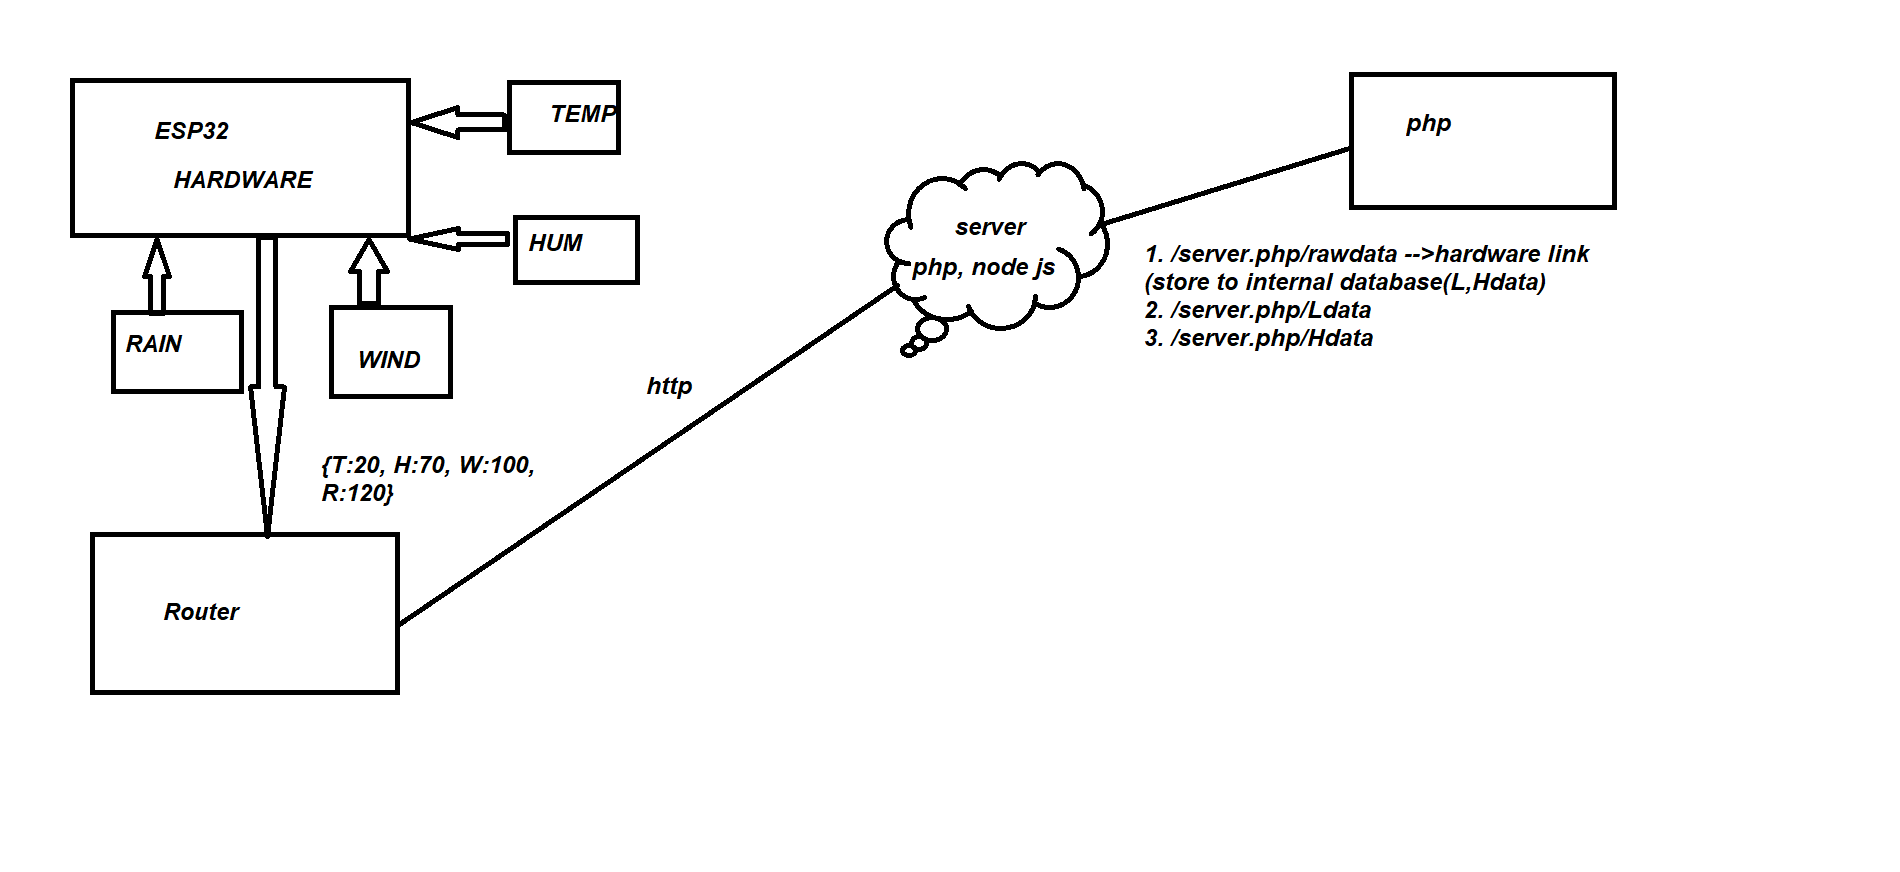 ESP32
HARDWARE
TEMP
HUM
RAIN
WIND
{T:20, H:70, W:100,
R:120}
Router
http
server
php, node js
php
1. /server.php/rawdata -->hardware link
(store to internal database(L,Hdata)
2. /server.php/Ldata
3. /server.php/Hdata